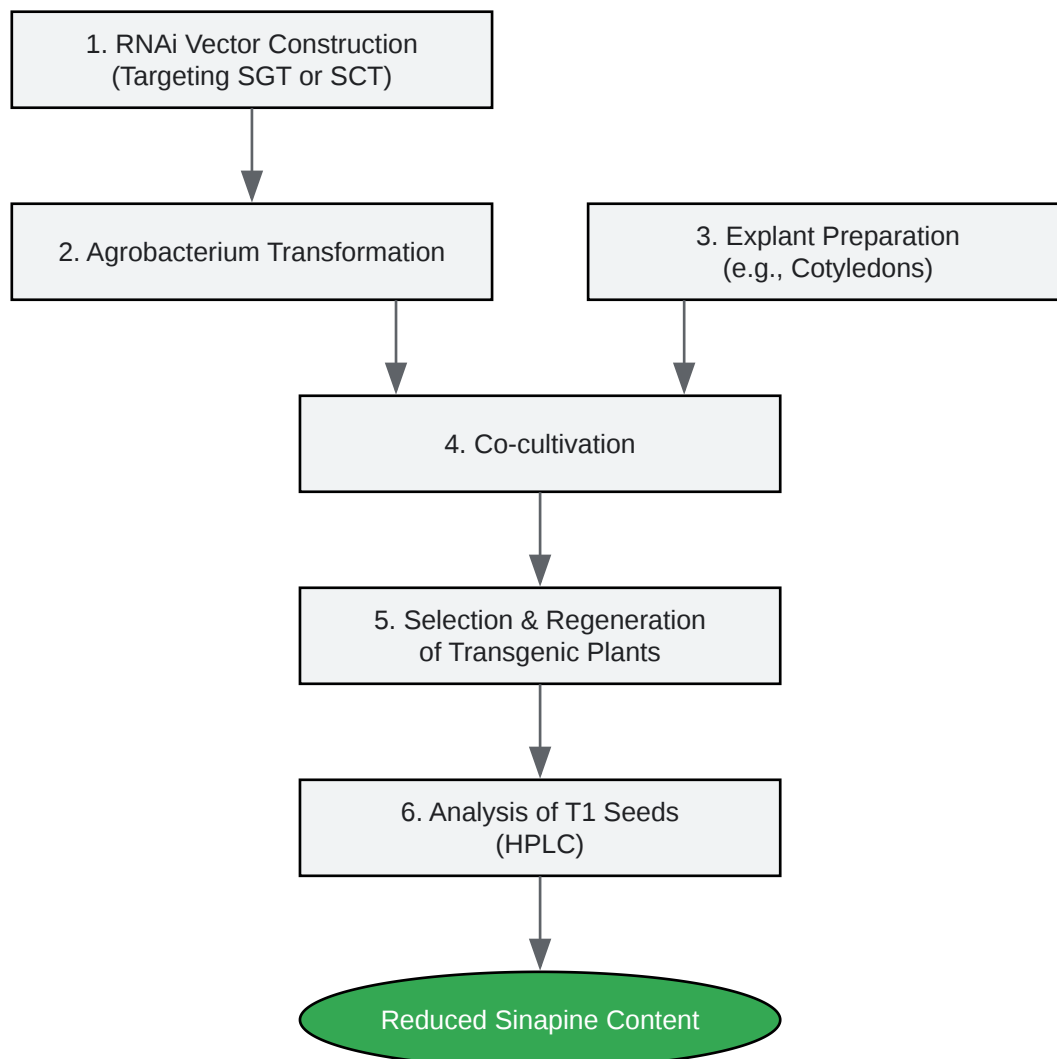 1. RNAi Vector Construction
(Targeting SGT or SCT)
2. Agrobacterium Transformation
3. Explant Preparation
(e.g., Cotyledons)
4. Co-cultivation
5. Selection & Regeneration
of Transgenic Plants
6. Analysis of T1 Seeds
(HPLC)
Reduced Sinapine Content